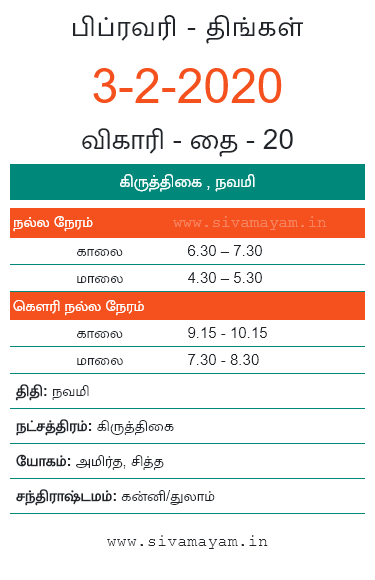 பிப்ரவரி - திங்கள்
3-2-2020
விகாரி - தை - 20
கிருத்திகை , நவமி
நல்ல நேரம் www.sivamayam.in
காலை 6.30 – 7.30
மாலை 4.30 – 5.30
கௌரி நல்ல நேரம்
காலை 9.15 - 10.15
மாலை 7.30 - 8.30
திதி: நவமி
நட்சத்திரம்: கிருத்திகை
யோகம்: அமிர்த, சித்த
சந்திராஷ்டமம்: கன்னி/துலாம்
www.sivamayam.in